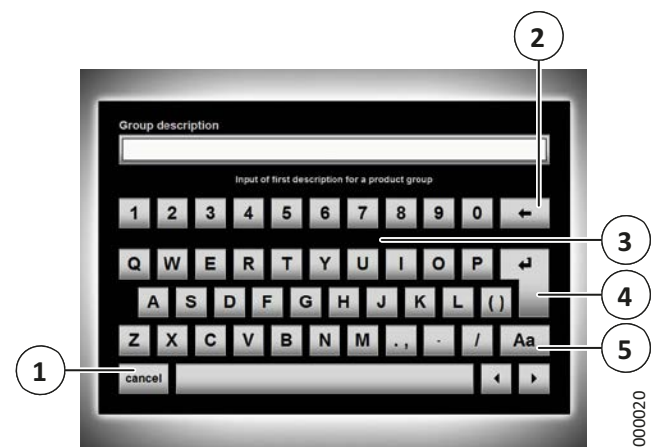 2
Group description
Input of first description for a product group
1 2 3 4 5 6 7 8 9 0 ←
3
Q W E R T Y U I O P ↵
4
A S D F G H J K L ( )
Z X C V B N M . , - / Aa
5
1
cancel ◂ ▸
000020